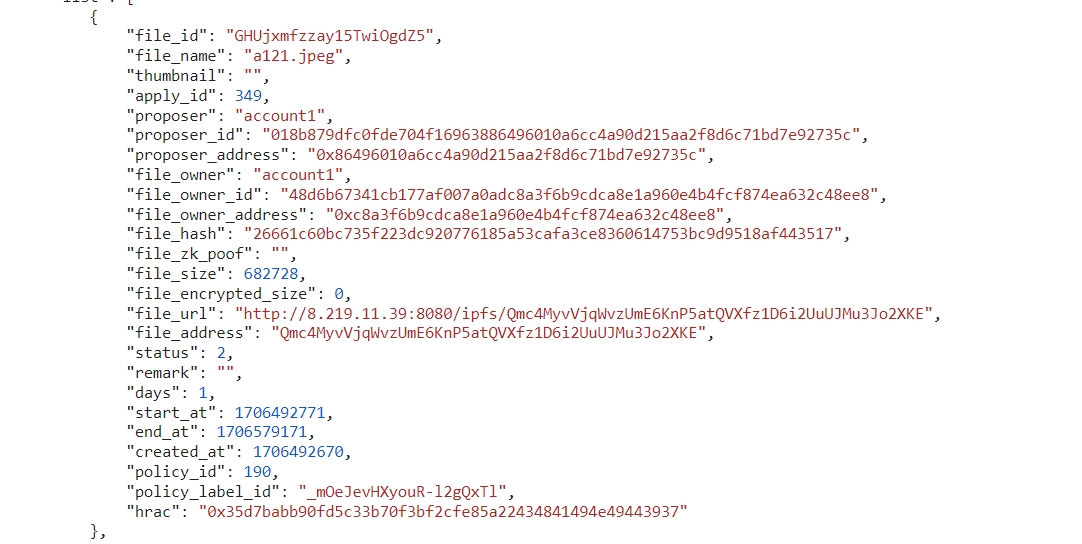 {
"file_id": "GHUjxmfzzay15TwiOgdZ5",
"file_name": "a121.jpeg",
"thumbnail": "",
"apply_id": 349,
"proposer": "account1",
"proposer_id": "018b879dfc0fde704f16963886496010a6cc4a90d215aa2f8d6c71bd7e92735c",
"proposer_address": "0x86496010a6cc4a90d215aa2f8d6c71bd7e92735c",
"file_owner": "account1",
"file_owner_id": "48d6b67341cb177af007a0adc8a3f6b9cdca8e1a960e4b4fcf874ea632c48ee8",
"file_owner_address": "0xc8a3f6b9cdca8e1a960e4b4fcf874ea632c48ee8",
"file_hash": "26661c60bc735f223dc920776185a53cafa3ce8360614753bc9d9518af443517",
"file_zk_poof": "",
"file_size": 682728,
"file_encrypted_size": 0,
"file_url": "http://8.219.11.39:8080/ipfs/Qmc4MyvVjqWvzUmE6KnP5atQVXfz1D6i2UuUJMu3Jo2XKE",
"file_address": "Qmc4MyvVjqWvzUmE6KnP5atQVXfz1D6i2UuUJMu3Jo2XKE",
"status": 2,
"remark": "",
"days": 1,
"start_at": 1706492771,
"end_at": 1706579171,
"created_at": 1706492670,
"policy_id": 190,
"policy_label_id": "_mOeJevHXyouR-l2gQxTl",
"hrac": "0x35d7babb90fd5c33b70f3bf2cfe85a22434841494e49443937"
},